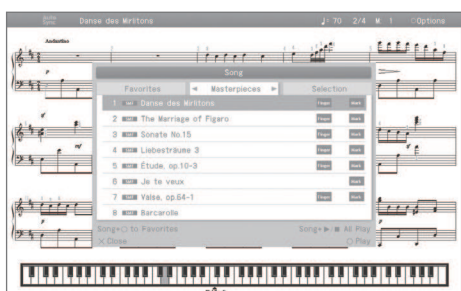 Danse des Mirlitons ♩= 70 2/4 M. 1 ○Options
Andantino
Song
Favorites ◄ Masterpieces ► Selection
1 Danse des Mirlitons Finger Mark
2 The Marriage of Figaro Finger Mark
3 Sonate No.15 Finger Mark
4 Liebesträume 3 Finger Mark
5 Étude, op.10-3 Finger Mark
6 Je te veux Mark
7 Valse, op.64-1 Finger Mark
8 Barcarolle
Song+○ to Favorites Song+►/■ All Play
✕ Close ○ Play
p
mf
p